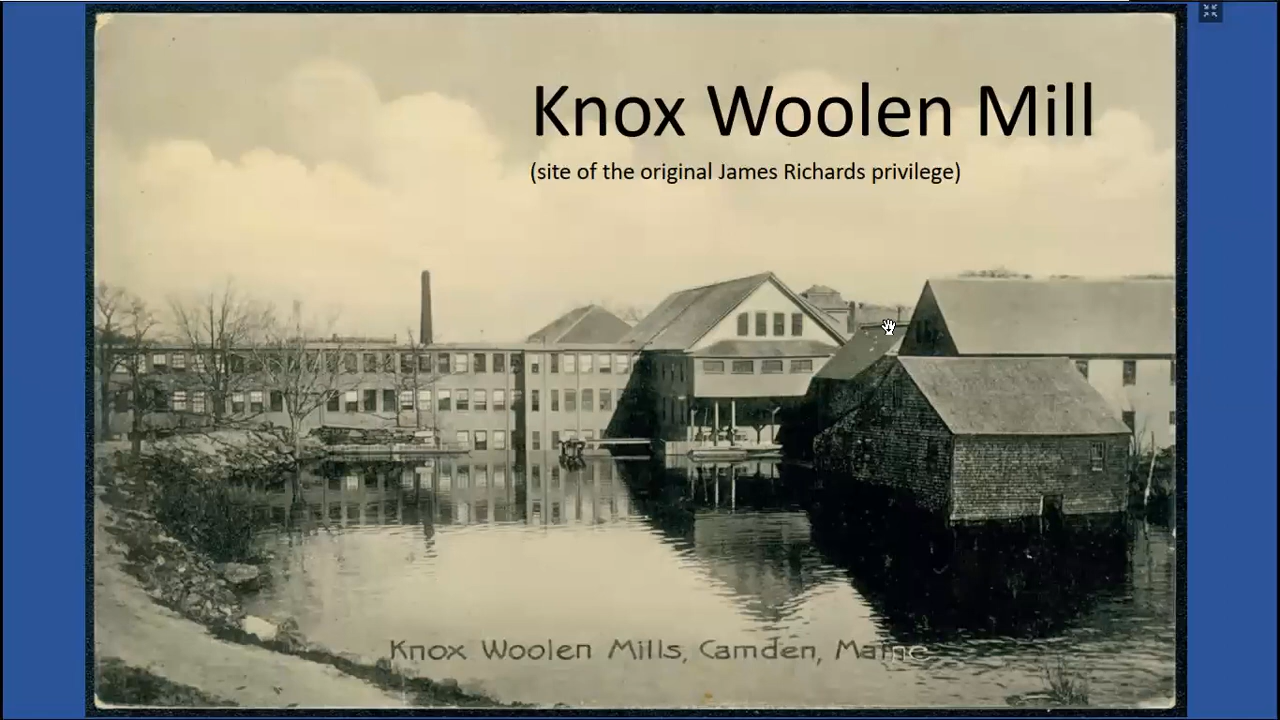 Knox Woolen Mill
(site of the original James Richards privilege)
Knox Woolen Mills, Camden, Maine